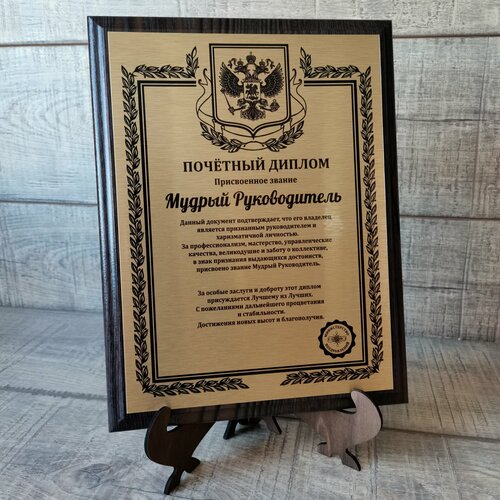 ПОЧЁТНЫЙ ДИПЛОМ
Присвоенное звание
Мудрый Руководитель
Данный документ подтверждает, что его владелец
является признанным руководителем и
харизматичной личностью.
За профессионализм, мастерство, управленческие
качества, великодушие и заботу о коллективе,
в знак признания выдающихся достоинств,
присвоено звание Мудрый Руководитель.
За особые заслуги и доброту этот диплом
присуждается Лучшему из Лучших.
С пожеланиями дальнейшего процветания
и стабильности.
Достижения новых высот и благополучия.